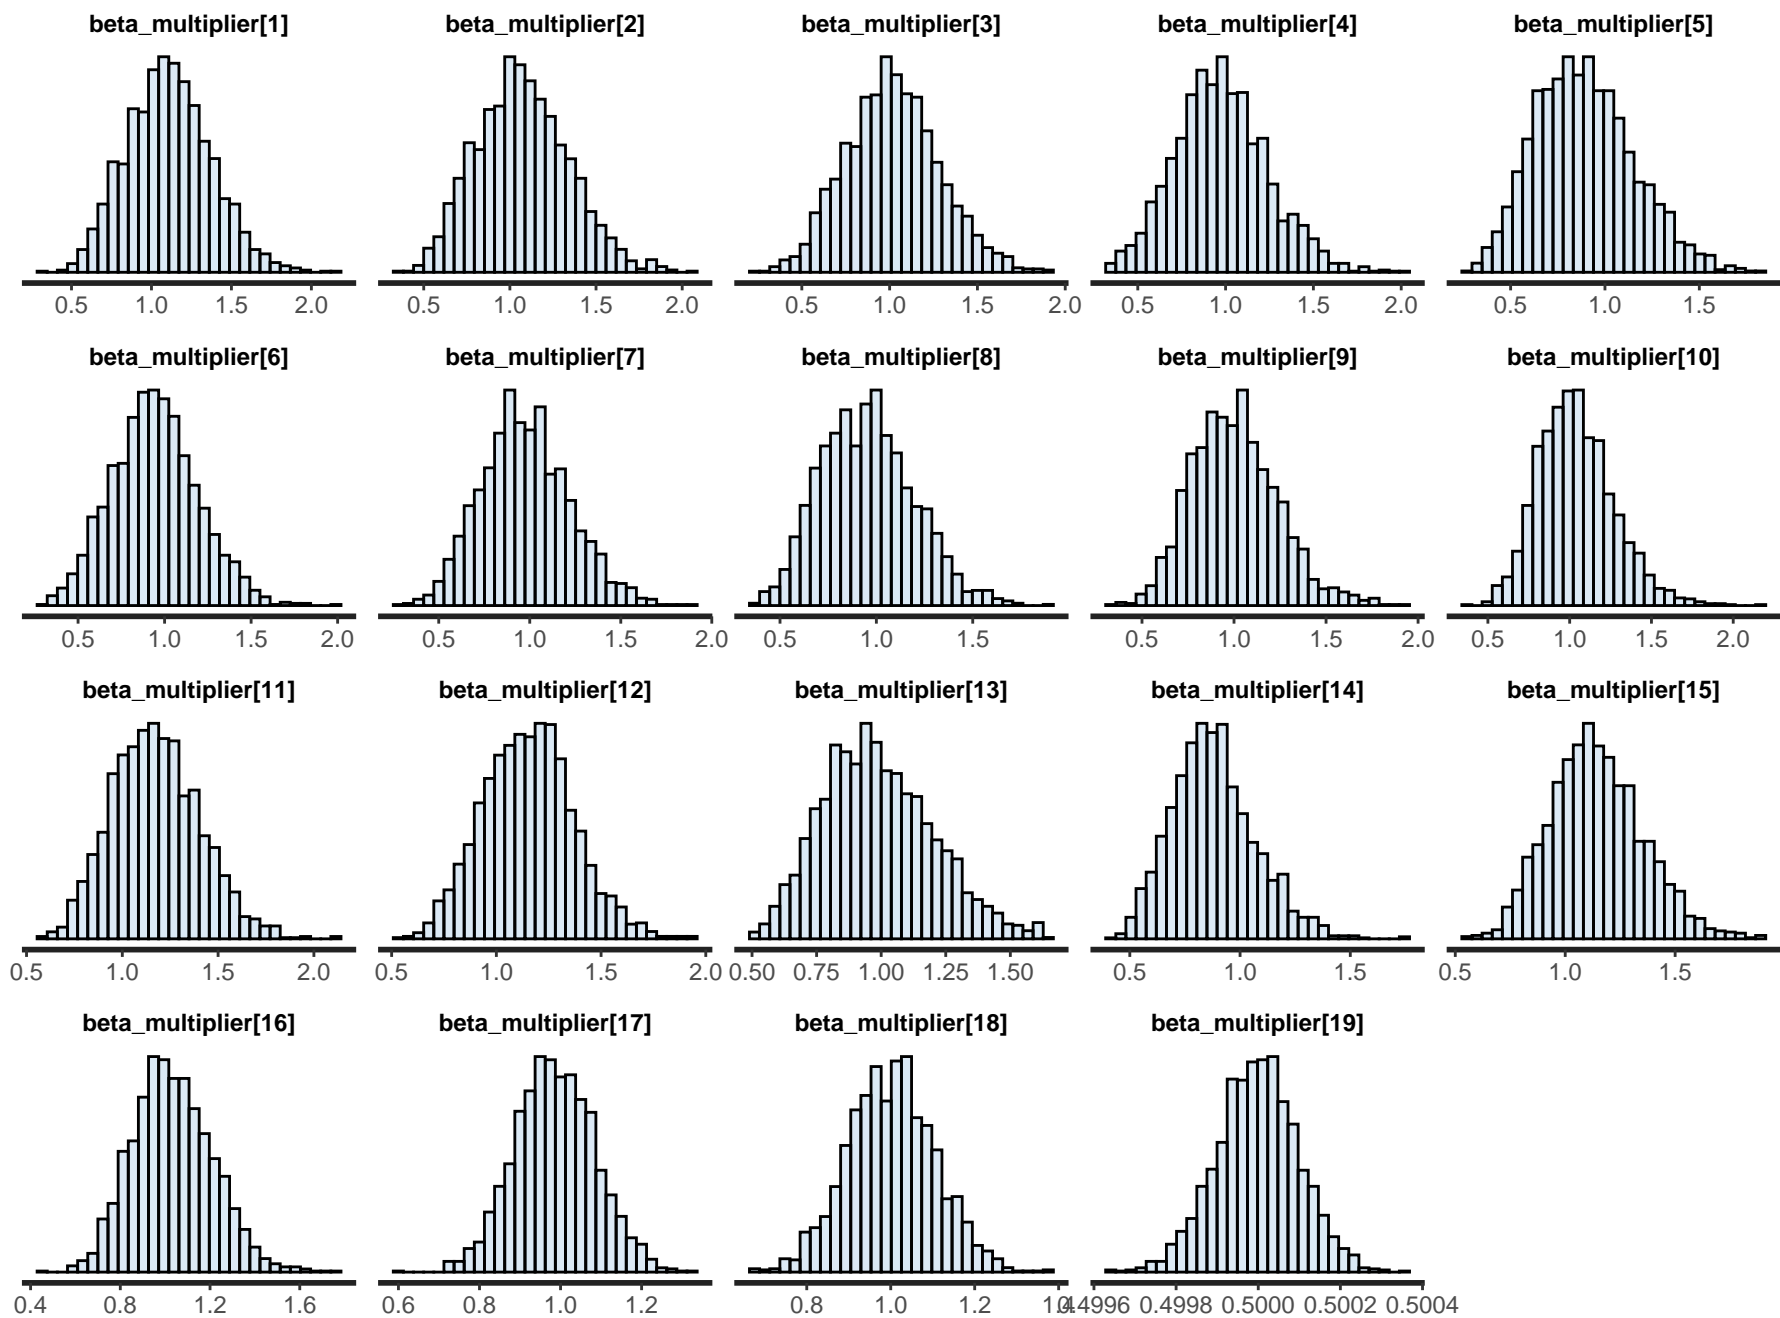 beta_multiplier[1] beta_multiplier[2] beta_multiplier[3] beta_multiplier[4] beta_multiplier[5]
0.5 1.0 1.5 2.0 0.5 1.0 1.5 2.0 0.5 1.0 1.5 2.0 0.5 1.0 1.5 2.0 0.5 1.0 1.5
beta_multiplier[6] beta_multiplier[7] beta_multiplier[8] beta_multiplier[9] beta_multiplier[10]
0.5 1.0 1.5 2.0 0.5 1.0 1.5 2.0 0.5 1.0 1.5 0.5 1.0 1.5 2.0 0.5 1.0 1.5 2.0
beta_multiplier[11] beta_multiplier[12] beta_multiplier[13] beta_multiplier[14] beta_multiplier[15]
0.5 1.0 1.5 2.0 0.5 1.0 1.5 2.0 0.50 0.75 1.00 1.25 1.50 0.5 1.0 1.5 0.5 1.0 1.5
beta_multiplier[16] beta_multiplier[17] beta_multiplier[18] beta_multiplier[19]
0.4 0.8 1.2 1.6 0.6 0.8 1.0 1.2 0.8 1.0 1.2 0.4998 0.5000 0.5002 0.5004